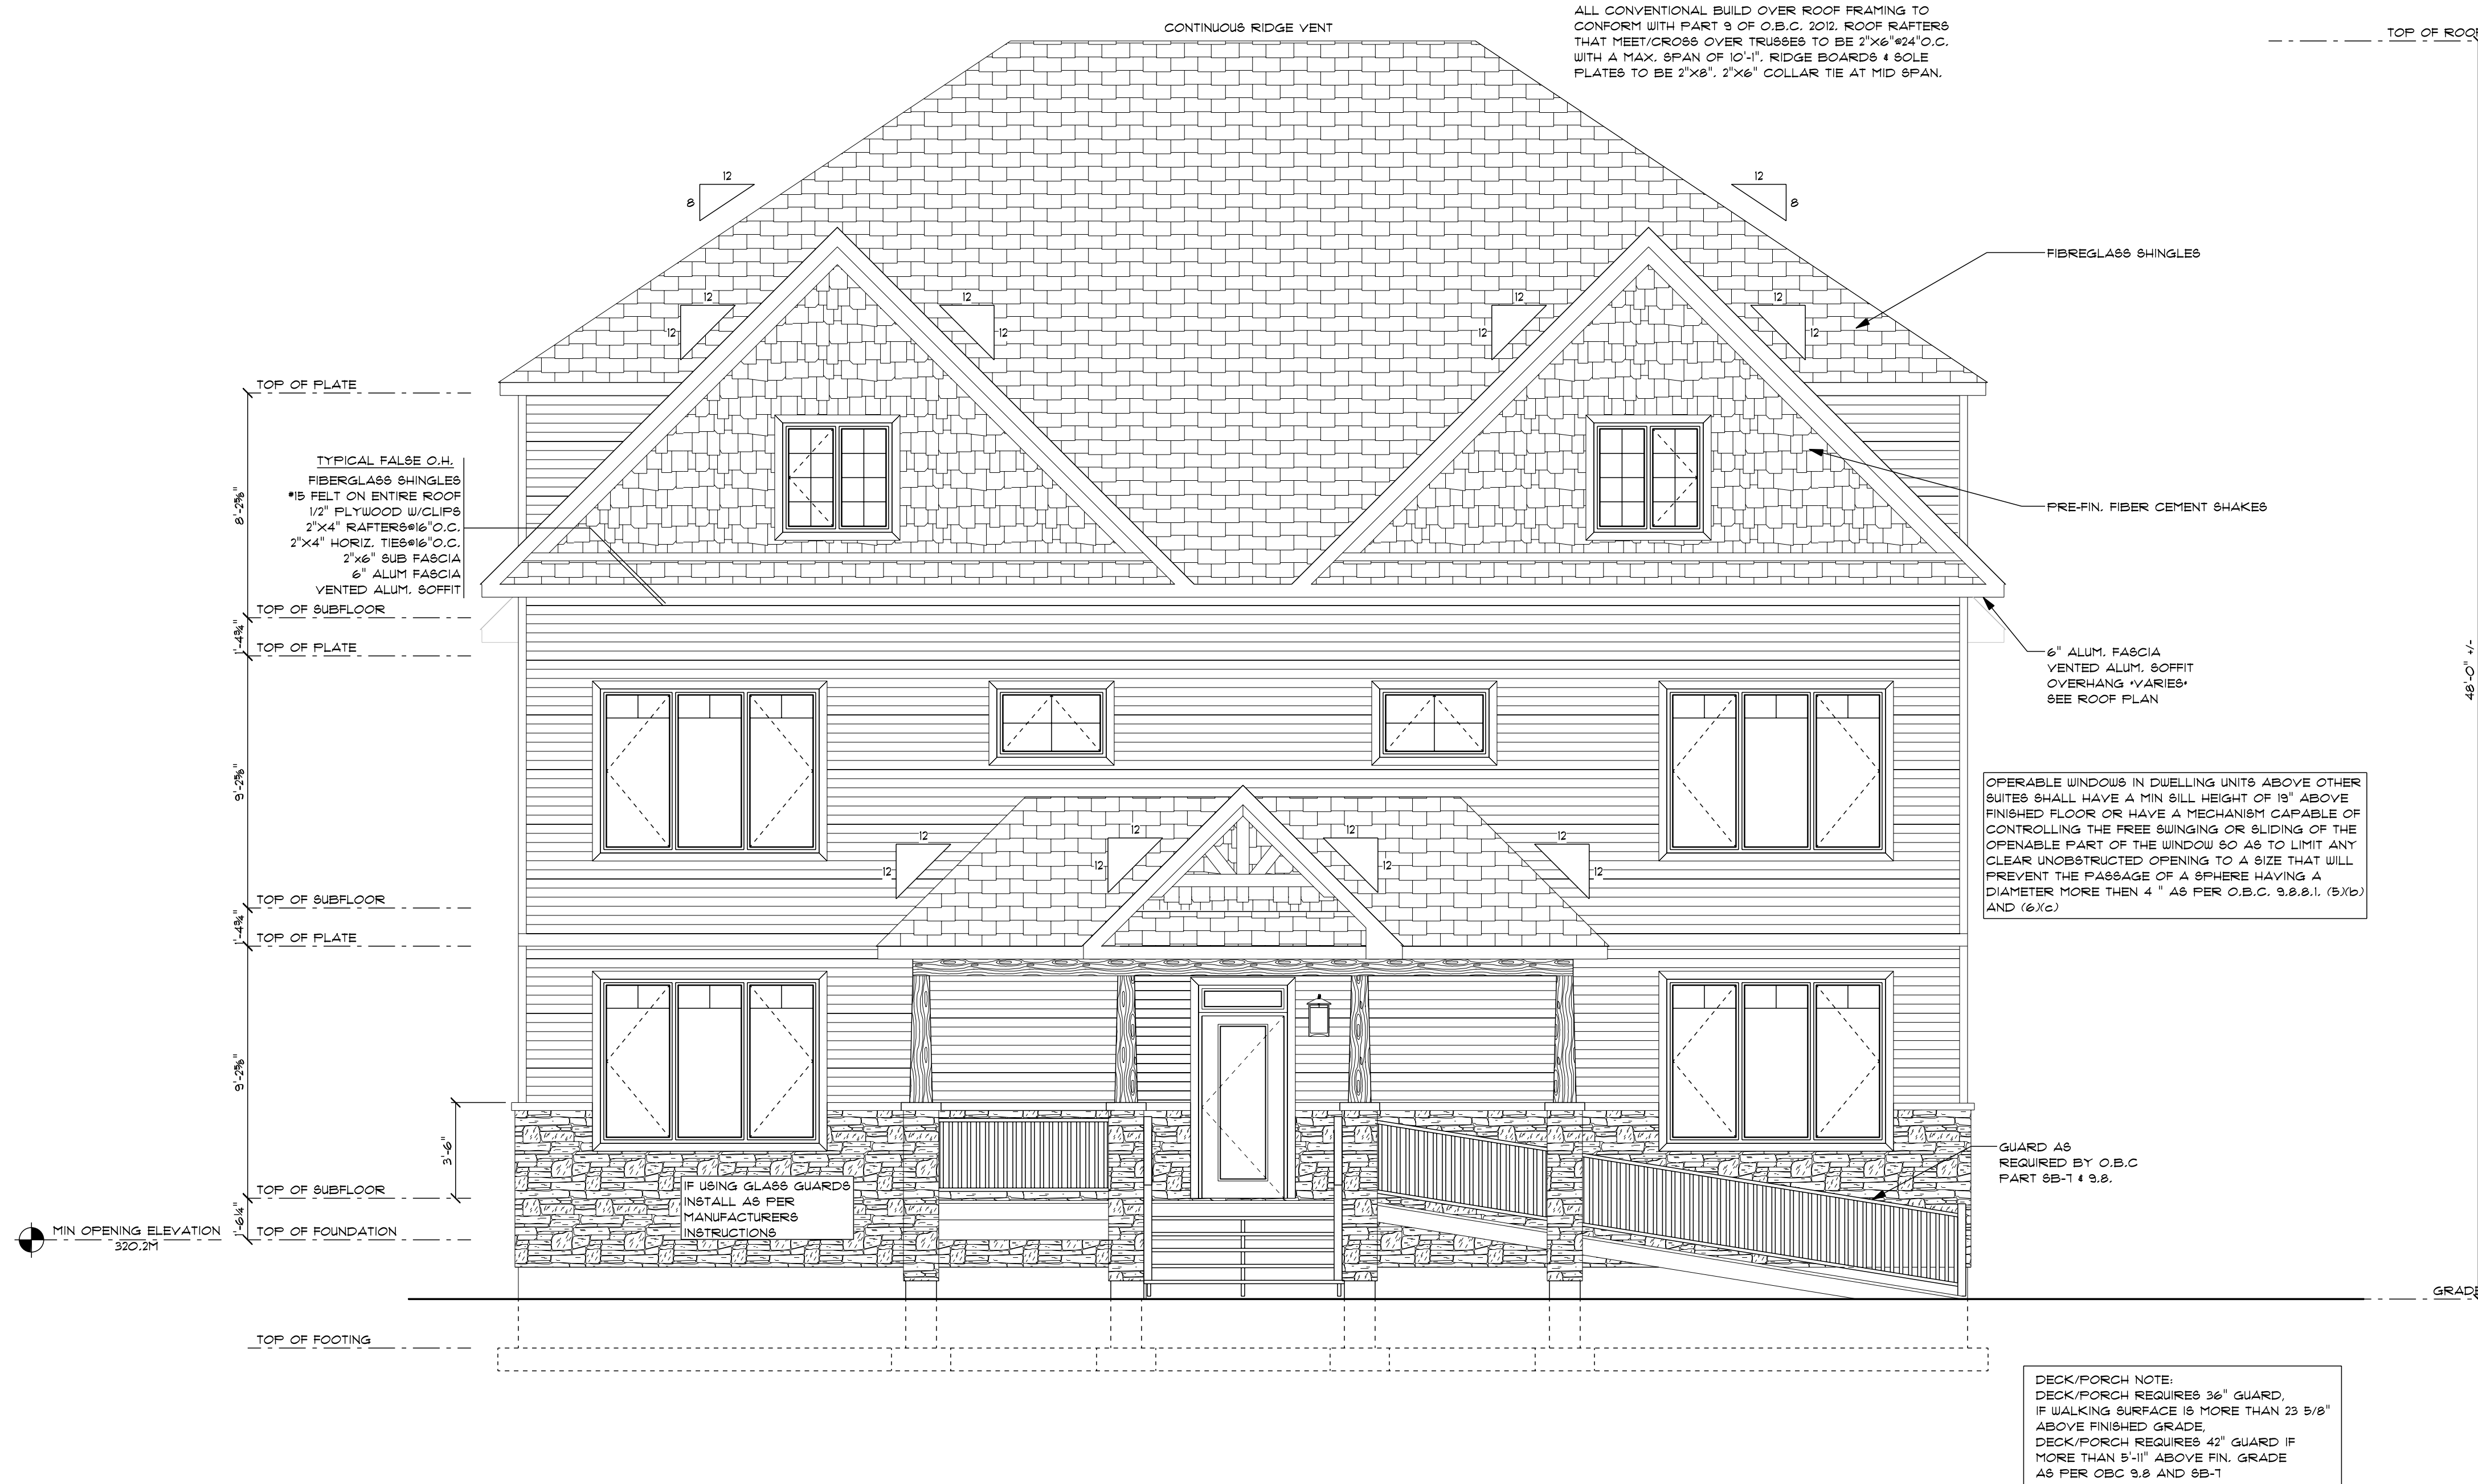 CONTINUOUS RIDGE VENT
ALL CONVENTIONAL BUILD OVER ROOF FRAMING TO
CONFORM WITH PART 9 OF O.B.C. 2012. ROOF RAFTERS
THAT MEET/CROSS OVER TRUSSES TO BE 2"X6"@24"O.C.
WITH A MAX. SPAN OF 10'-1". RIDGE BOARDS & SOLE
PLATES TO BE 2"X8". 2"X6" COLLAR TIE AT MID SPAN.
TOP OF ROOF
12
8
12
8
FIBREGLASS SHINGLES
12
12
12
12
12
12
12
12
TOP OF PLATE
8'-2⅝"
TYPICAL FALSE O.H.
FIBERGLASS SHINGLES
#15 FELT ON ENTIRE ROOF
1/2" PLYWOOD W/CLIPS
2"X4" RAFTERS@16"O.C.
2"X4" HORIZ. TIES@16"O.C.
2"x6" SUB FASCIA
6" ALUM FASCIA
VENTED ALUM. SOFFIT
PRE-FIN. FIBER CEMENT SHAKES
TOP OF SUBFLOOR
1'-4¾"
TOP OF PLATE
6" ALUM. FASCIA
VENTED ALUM. SOFFIT
OVERHANG *VARIES*
SEE ROOF PLAN
48'-0" +/-
9'-2⅝"
OPERABLE WINDOWS IN DWELLING UNITS ABOVE OTHER
SUITES SHALL HAVE A MIN SILL HEIGHT OF 19" ABOVE
FINISHED FLOOR OR HAVE A MECHANISM CAPABLE OF
CONTROLLING THE FREE SWINGING OR SLIDING OF THE
OPENABLE PART OF THE WINDOW SO AS TO LIMIT ANY
CLEAR UNOBSTRUCTED OPENING TO A SIZE THAT WILL
PREVENT THE PASSAGE OF A SPHERE HAVING A
DIAMETER MORE THEN 4 " AS PER O.B.C. 9.8.8.1. (5)(b)
AND (6)(c)
12
12
12
12
12
12
12
12
TOP OF SUBFLOOR
1'-4¾"
TOP OF PLATE
9'-2⅝"
3'-6"
GUARD AS
REQUIRED BY O.B.C
PART SB-7 & 9.8.
TOP OF SUBFLOOR
1'-6¼"
IF USING GLASS GUARDS
INSTALL AS PER
MANUFACTURERS
INSTRUCTIONS
MIN OPENING ELEVATION
320.2M
TOP OF FOUNDATION
GRADE
TOP OF FOOTING
DECK/PORCH NOTE:
DECK/PORCH REQUIRES 36" GUARD,
IF WALKING SURFACE IS MORE THAN 23 5/8"
ABOVE FINISHED GRADE,
DECK/PORCH REQUIRES 42" GUARD IF
MORE THAN 5'-11" ABOVE FIN. GRADE
AS PER OBC 9.8 AND SB-7